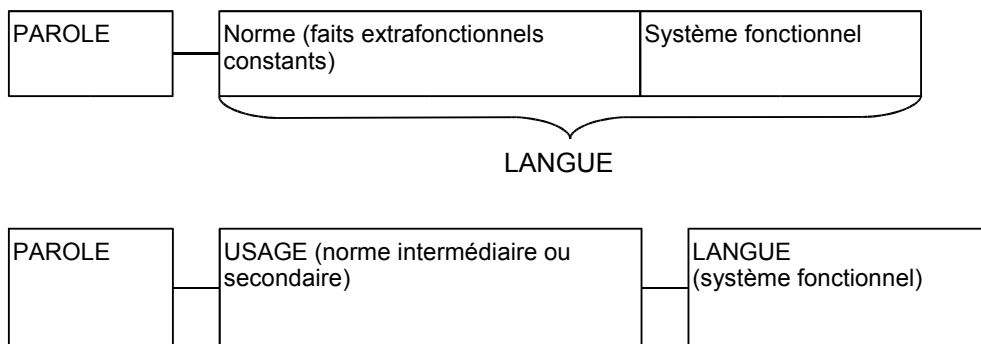 PAROLE
Norme (faits extrafonctionnels
constants)
Système fonctionnel
LANGUE
PAROLE
USAGE (norme intermédiaire ou
secondaire)
LANGUE
(système fonctionnel)